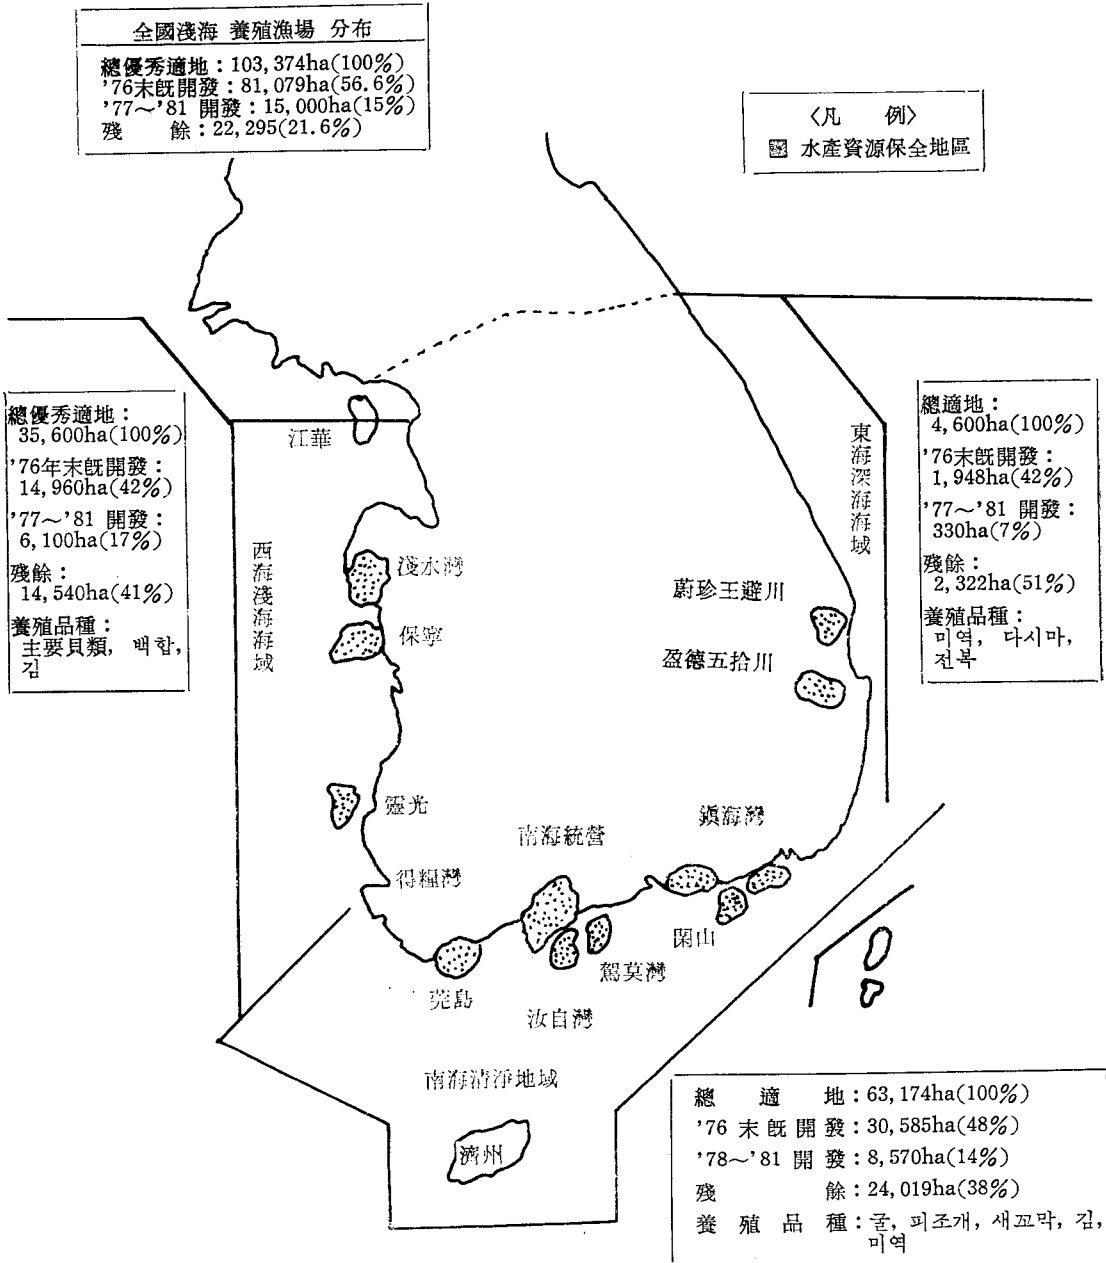 全國淺海 養殖漁場 分布
總優秀適地：103,374ha(100%)
'76末旣開發：81,079ha(56.6%)
'77～'81 開發：15,000ha(15%)
殘 餘：22,295(21.6%)
〈凡 例〉
水產資源保全地區
總優秀適地：
35,600ha(100%)
'76年末旣開發：
14,960ha(42%)
'77～'81 開發：
6,100ha(17%)
殘餘：
14,540ha(41%)
養殖品種：
主要貝類, 백합,
김
江華
西海淺海海域
淺水灣
保寧
靈光
得糧灣
莞島
南海統營
汝自灣
駕莫灣
閑山
鎭海灣
蔚珍王避川
盈德五拾川
東海深海海域
總適地：
4,600ha(100%)
'76末旣開發：
1,948ha(42%)
'77～'81 開發：
330ha(7%)
殘餘：
2,322ha(51%)
養殖品種：
미역, 다시마,
전복
南海清淨地域
濟州
總 適 地：63,174ha(100%)
'76 末 旣 開 發：30,585ha(48%)
'78～'81 開 發：8,570ha(14%)
殘 餘：24,019ha(38%)
養 殖 品 種：굴, 피조개, 새꼬막, 김,
미역